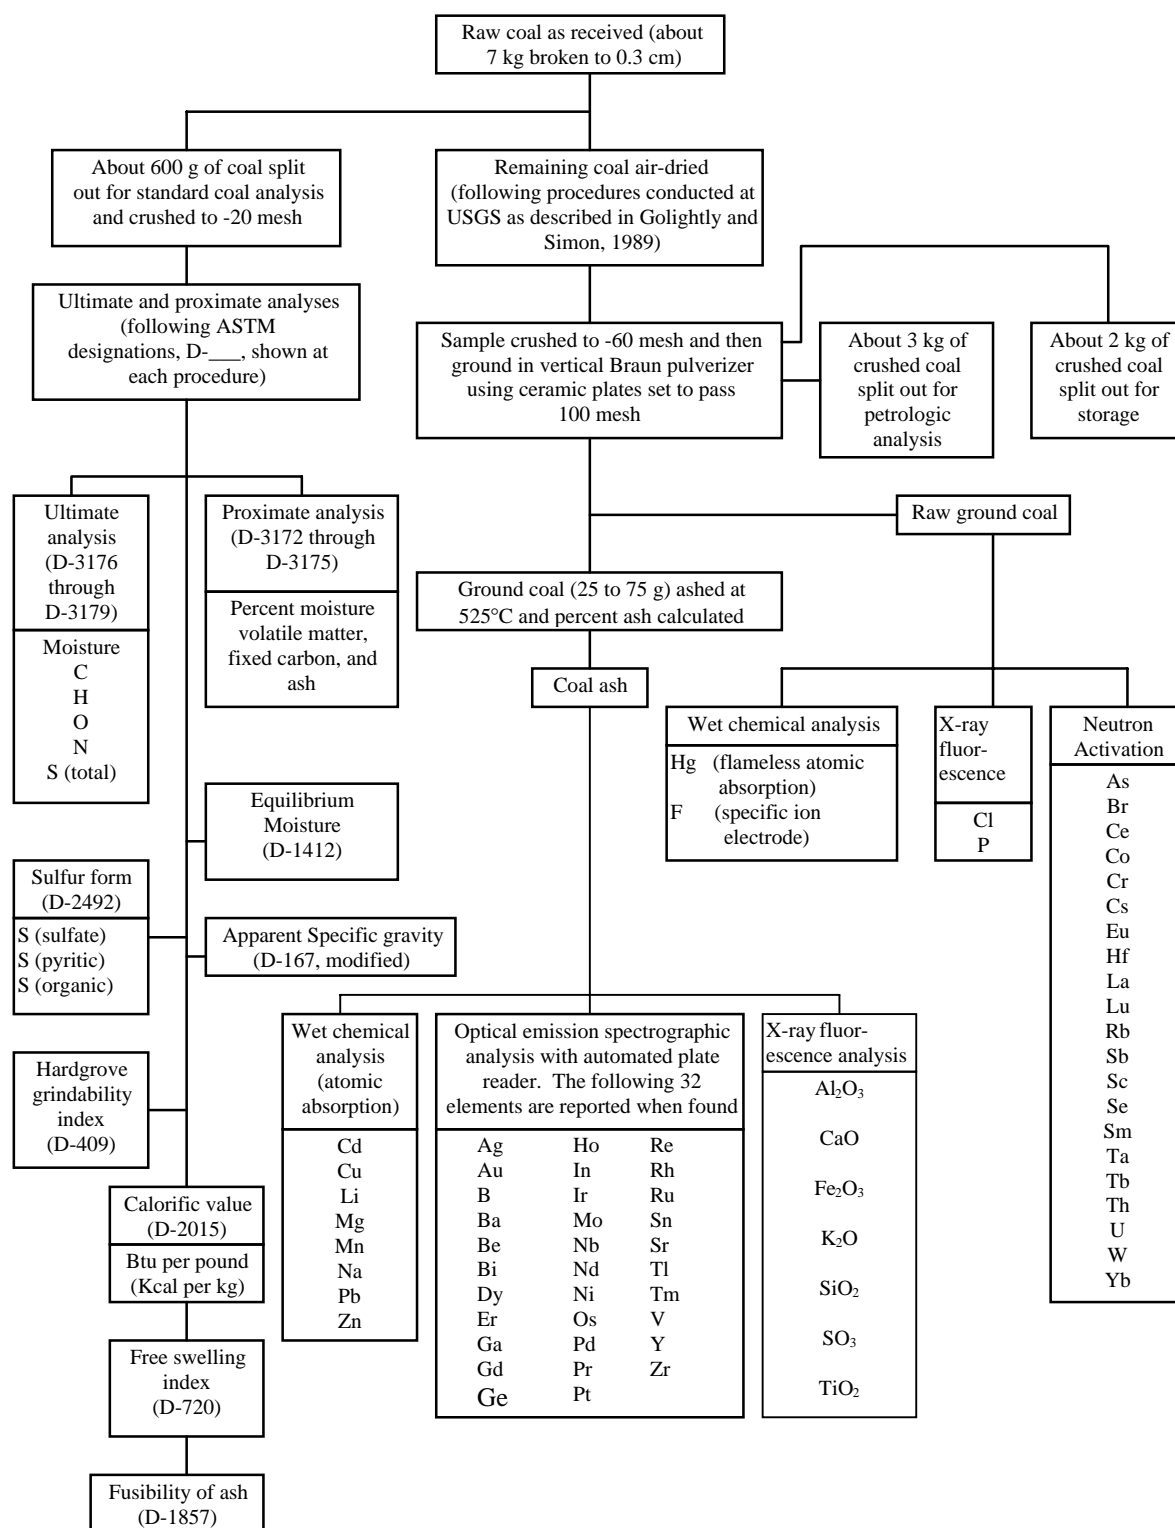 Raw coal as received (about
7 kg broken to 0.3 cm)
About 600 g of coal split
out for standard coal analysis
and crushed to -20 mesh
Remaining coal air-dried
(following procedures conducted at
USGS as described in Golightly and
Simon, 1989)
Ultimate and proximate analyses
(following ASTM
designations, D-___, shown at
each procedure)
Sample crushed to -60 mesh and then
ground in vertical Braun pulverizer
using ceramic plates set to pass
100 mesh
About 3 kg of
crushed coal
split out for
petrologic
analysis
About 2 kg of
crushed coal
split out for
storage
Ultimate
analysis
(D-3176
through
D-3179)
Moisture
C
H
O
N
S (total)
Proximate analysis
(D-3172 through
D-3175)
Percent moisture
volatile matter,
fixed carbon, and
ash
Raw ground coal
Ground coal (25 to 75 g) ashed at
525°C and percent ash calculated
Coal ash
Wet chemical analysis
Hg (flameless atomic
absorption)
F (specific ion
electrode)
X-ray
fluor-
escence
Cl
P
Neutron
Activation
As
Br
Ce
Co
Cr
Cs
Eu
Hf
La
Lu
Rb
Sb
Sc
Se
Sm
Ta
Tb
Th
U
W
Yb
Equilibrium
Moisture
(D-1412)
Sulfur form
(D-2492)
S (sulfate)
S (pyritic)
S (organic)
Apparent Specific gravity
(D-167, modified)
Hardgrove
grindability
index
(D-409)
Calorific value
(D-2015)
Btu per pound
(Kcal per kg)
Free swelling
index
(D-720)
Fusibility of ash
(D-1857)
Wet chemical
analysis
(atomic
absorption)
Cd
Cu
Li
Mg
Mn
Na
Pb
Zn
Optical emission spectrographic
analysis with automated plate
reader. The following 32
elements are reported when found
Ag Ho Re
Au In Rh
B Ir Ru
Ba Mo Sn
Be Nb Sr
Bi Nd Tl
Dy Ni Tm
Er Os V
Ga Pd Y
Gd Pr Zr
Ge Pt
X-ray fluor-
escence analysis
Al₂O₃
CaO
Fe₂O₃
K₂O
SiO₂
SO₃
TiO₂